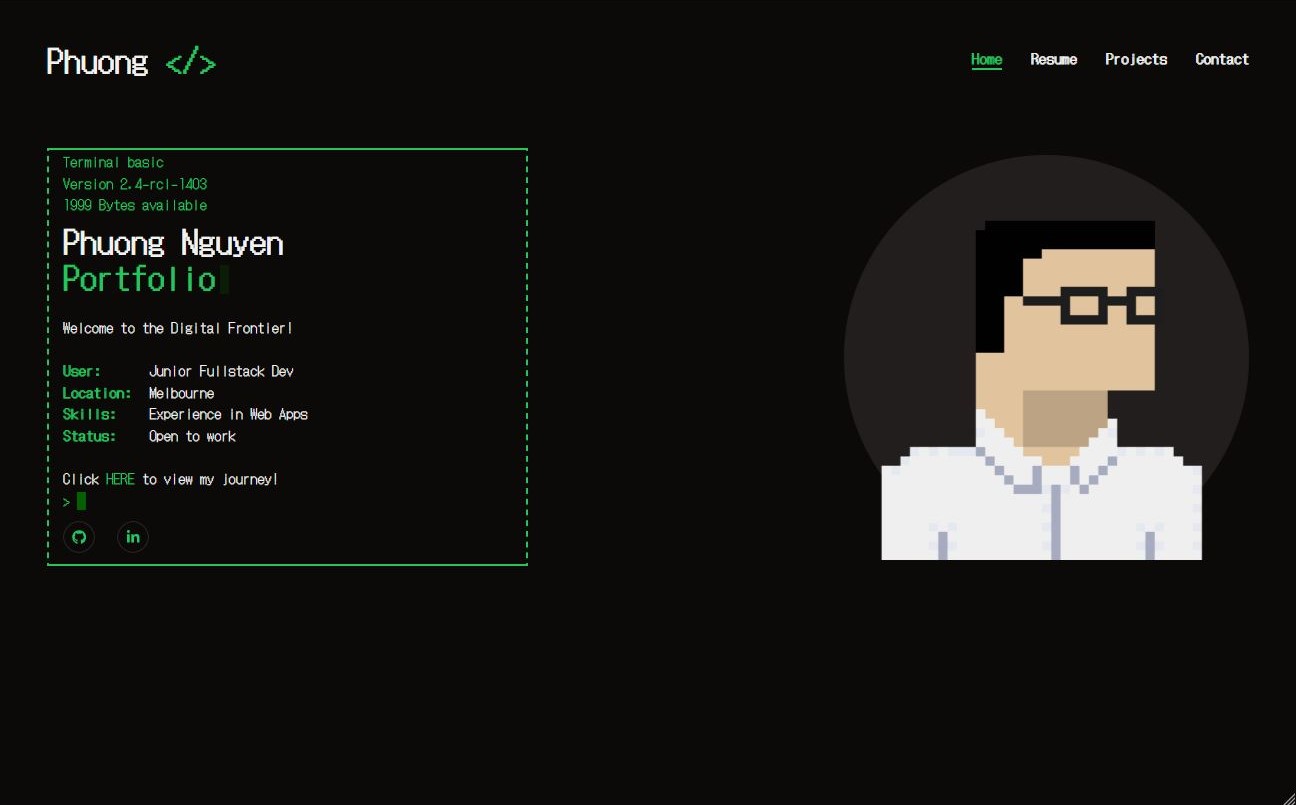 Phuong </>
Home Resume Projects Contact
Terminal basic
Version 2.4-rc1-1403
1999 Bytes available
Phuong Nguyen
Portfolio
Welcome to the Digital Frontier!
User: Junior Fullstack Dev
Location: Melbourne
Skills: Experience in Web Apps
Status: Open to work
Click HERE to view my journey!
>
in